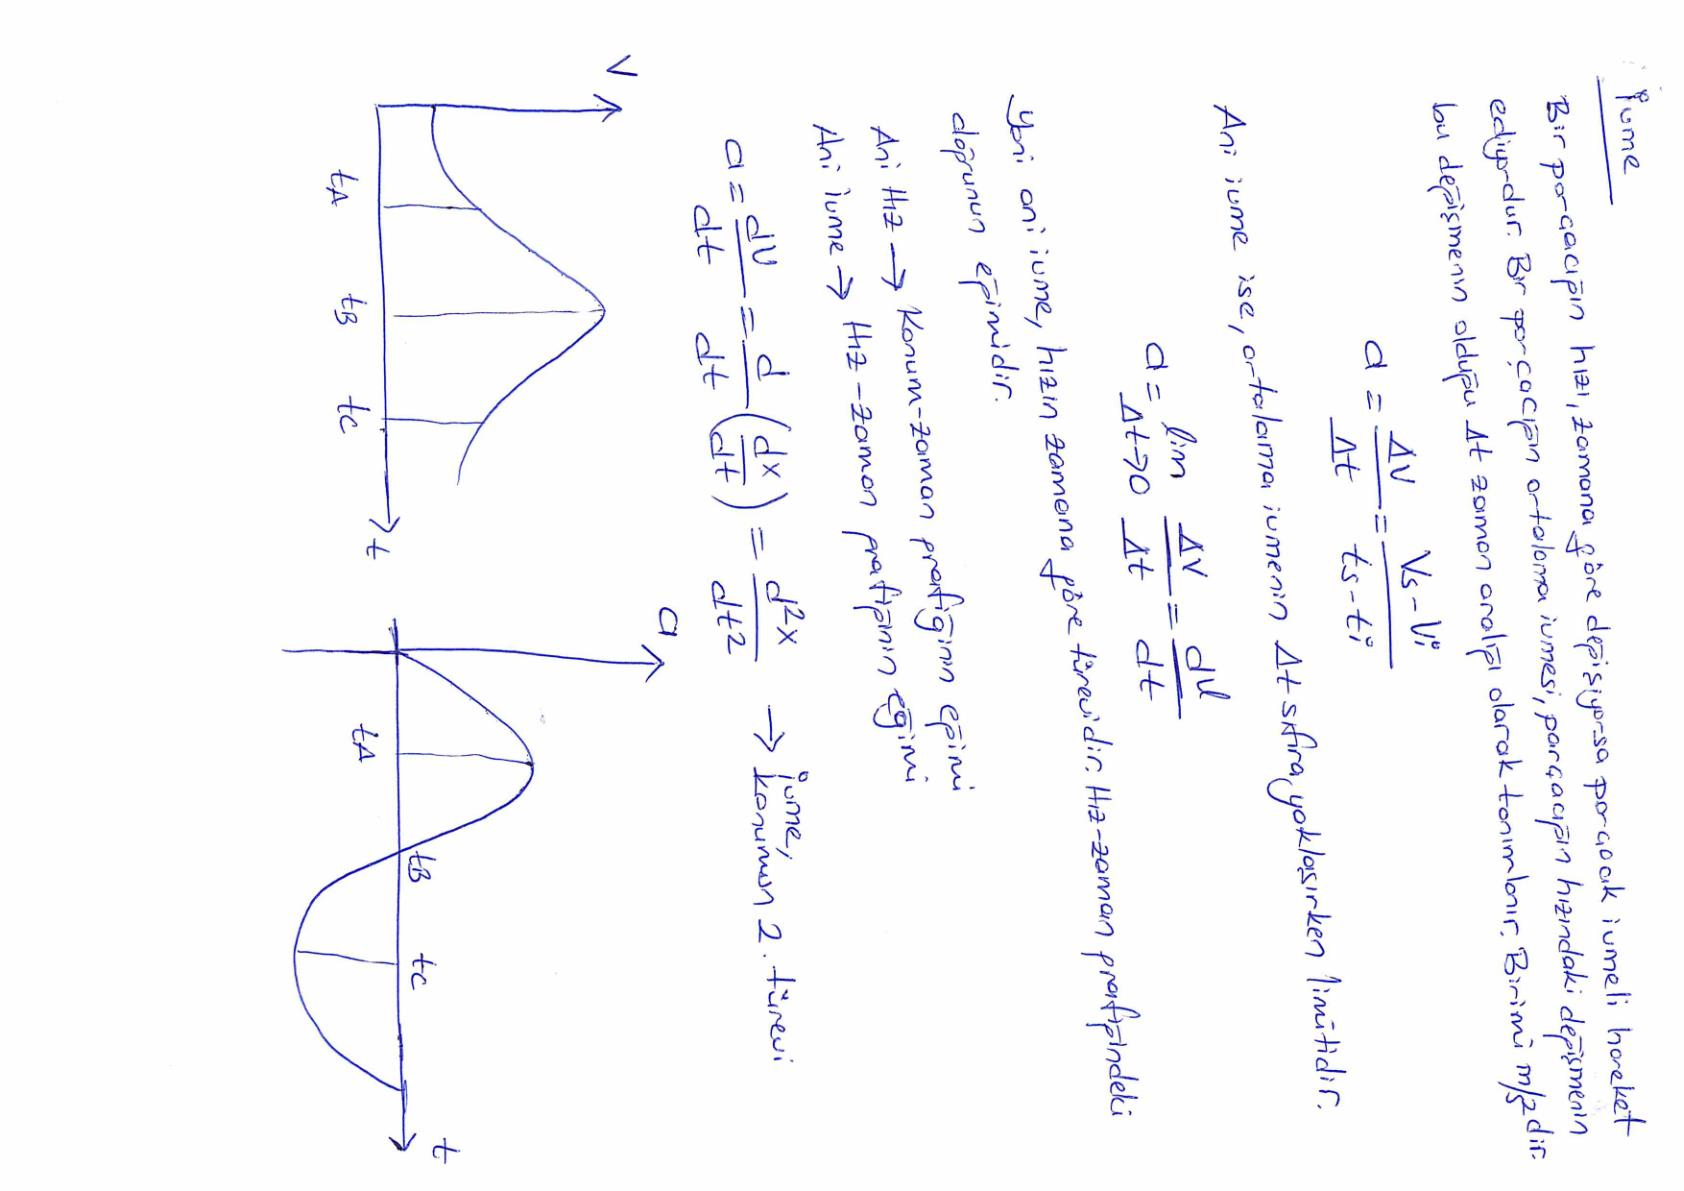 İvme
Bir parçacığın hızı, zamana göre değişiyorsa parçacık ivmeli hareket
ediyordur. Bir parçacığın ortalama ivmesi, parçacığın hızındaki değişmenin
bu değişmenin olduğu Δt zaman aralığı olarak tanımlanır. Birimi m/s² dir.
a = ΔV/Δt = Vs - Vi / ts - ti
Ani ivme ise, ortalama ivmenin Δt sıfıra yaklaşırken limitidir.
a = lim Δt→0 ΔV/Δt = dV/dt
Yani ani ivme, hızın zamana göre türevidir. Hız-zaman grafiğindeki
doğrunun eğimidir.
Ani Hız → Konum-zaman grafiğinin eğimi
Ani ivme → Hız-zaman grafiğinin eğimi
a = dV/dt = d/dt (dx/dt) = d²x/dt² → ivme,
konumun 2. türevi
V
tA tB tC t
a
tA tB tC t